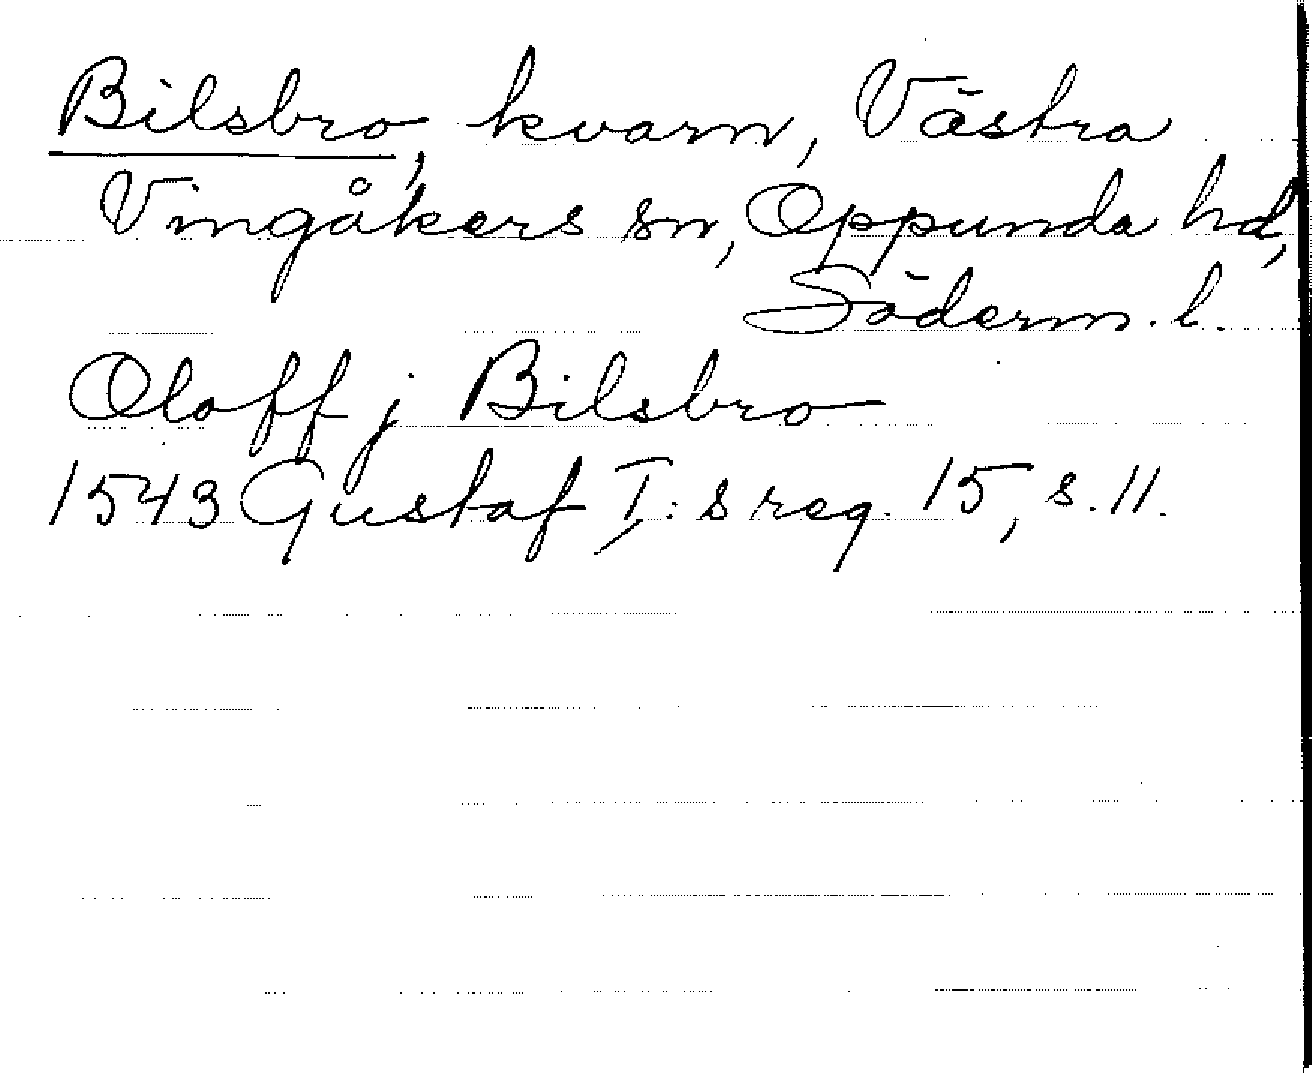 Bilsbro, kvarn, Västra
Vingåkers sn, Oppunda hd,
Söderm. l.
Oloff j Bilsbro
1543 Gustaf I:s reg. 15, s. 11.